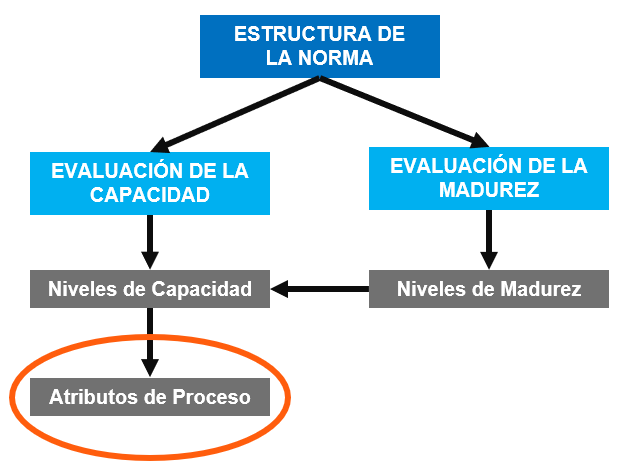 ESTRUCTURA DE
LA NORMA
EVALUACIÓN DE LA
CAPACIDAD
EVALUACIÓN DE LA
MADUREZ
Niveles de Capacidad
Niveles de Madurez
Atributos de Proceso